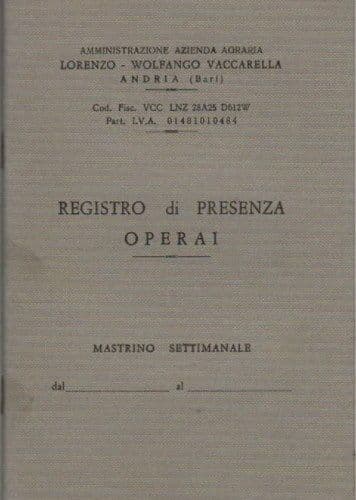 AMMINISTRAZIONE AZIENDA AGRARIA
LORENZO - WOLFANGO VACCARELLA
ANDRIA (Bari)
Cod. Fisc. VCC LNZ 28A25 D612W
Part. I.V.A. 01481010484
REGISTRO di PRESENZA
OPERAI
MASTRINO SETTIMANALE
dal al